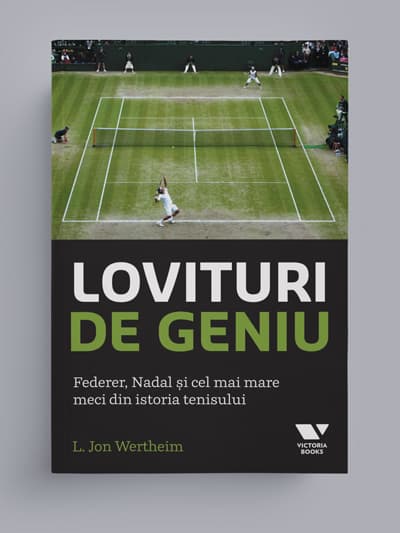 LOVITURI
DE GENIU
Federer, Nadal și cel mai mare
meci din istoria tenisului
L. Jon Wertheim
VICTORIA
BOOKS